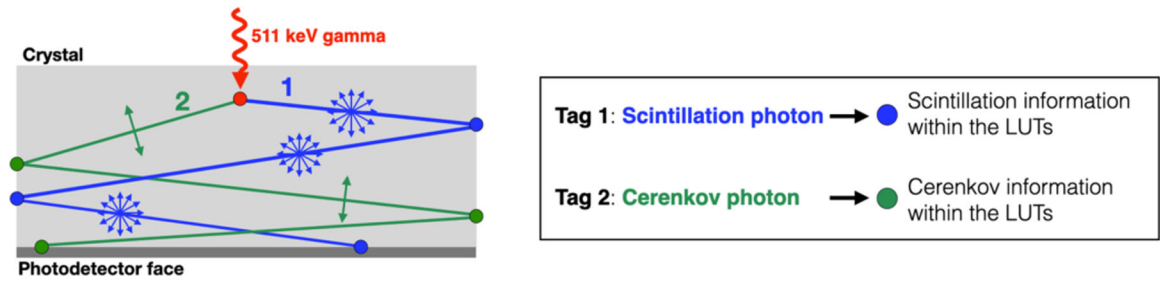 511 keV gamma
Crystal
1
2
Photodetector face
Tag 1: Scintillation photon
Scintillation information
within the LUTs
Tag 2: Cerenkov photon
Cerenkov information
within the LUTs